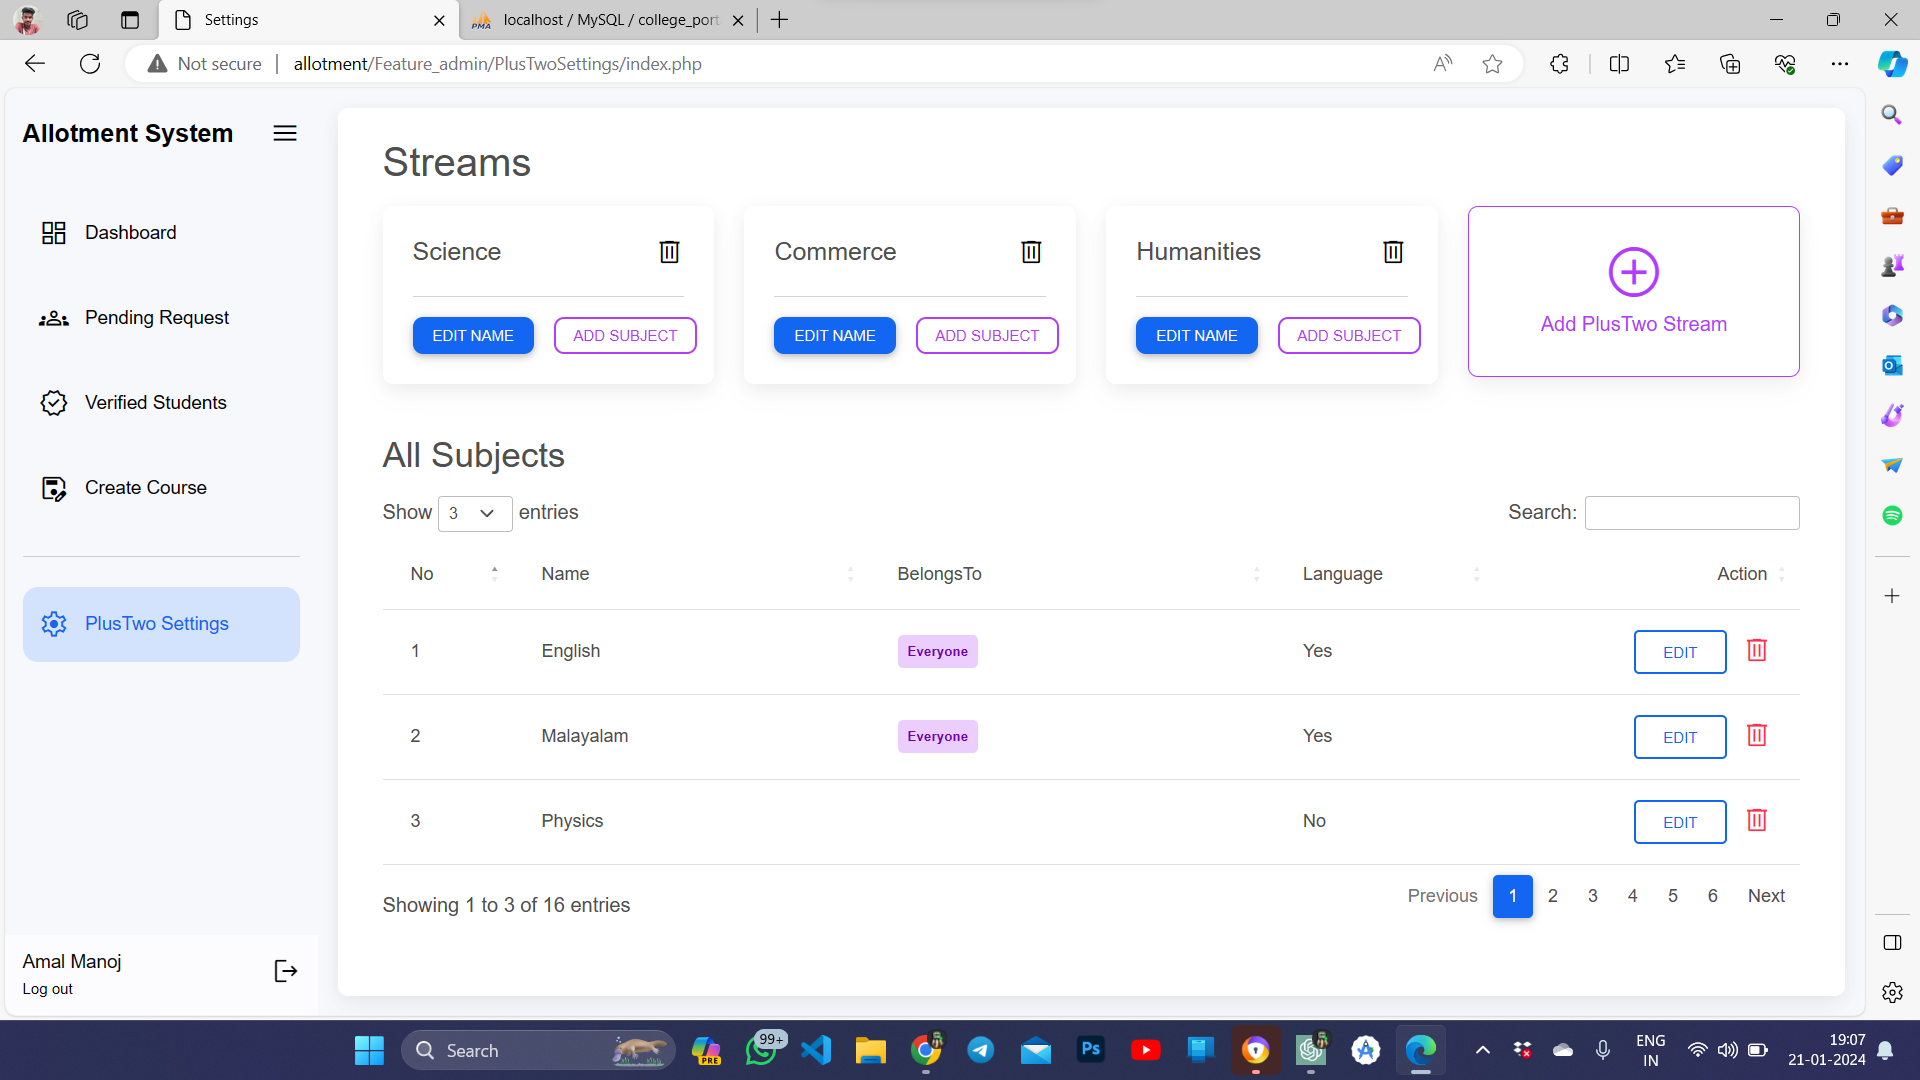 Settings
localhost / MySQL / college_port
Not secure
allotment/Feature_admin/PlusTwoSettings/index.php
Allotment System
Dashboard
Pending Request
Verified Students
Create Course
PlusTwo Settings
Amal Manoj
Log out
Streams
Science
EDIT NAME
ADD SUBJECT
Commerce
EDIT NAME
ADD SUBJECT
Humanities
EDIT NAME
ADD SUBJECT
Add PlusTwo Stream
All Subjects
Show 3 entries
Search:
No Name BelongsTo Language Action
1 English Everyone Yes EDIT
2 Malayalam Everyone Yes EDIT
3 Physics No EDIT
Showing 1 to 3 of 16 entries
Previous 1 2 3 4 5 6 Next
Search
PRE
99+
Ps
ENG
IN
19:07
21-01-2024